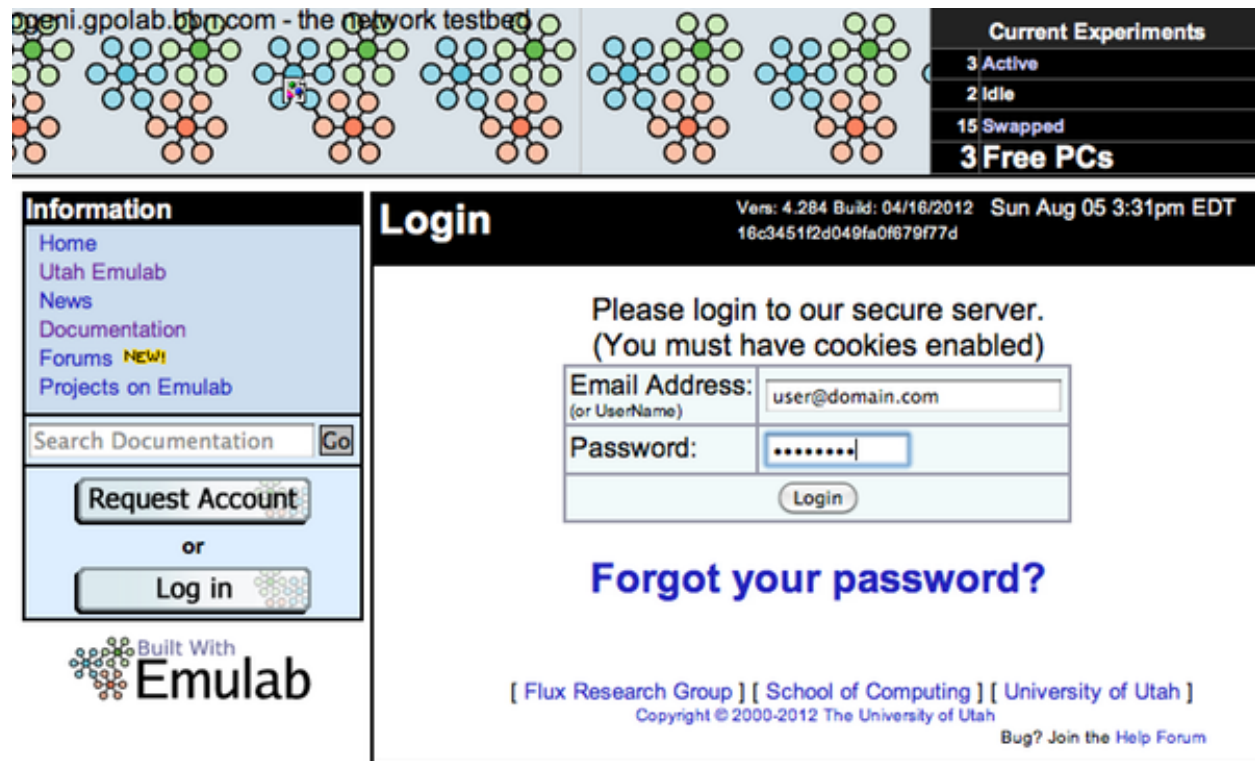 ogeni.gpolab.bbn.com - the network testbed
Current Experiments
3 Active
2 Idle
15 Swapped
3 Free PCs
Information
Home
Utah Emulab
News
Documentation
Forums NEW!
Projects on Emulab
Search Documentation Go
Request Account
or
Log in
Built With
Emulab
Login
Vers: 4.284 Build: 04/16/2012 Sun Aug 05 3:31pm EDT
16c3451f2d049fa0f679f77d
Please login to our secure server.
(You must have cookies enabled)
Email Address: user@domain.com
(or UserName)
Password: ••••••••
Login
Forgot your password?
[ Flux Research Group ] [ School of Computing ] [ University of Utah ]
Copyright © 2000-2012 The University of Utah
Bug? Join the Help Forum